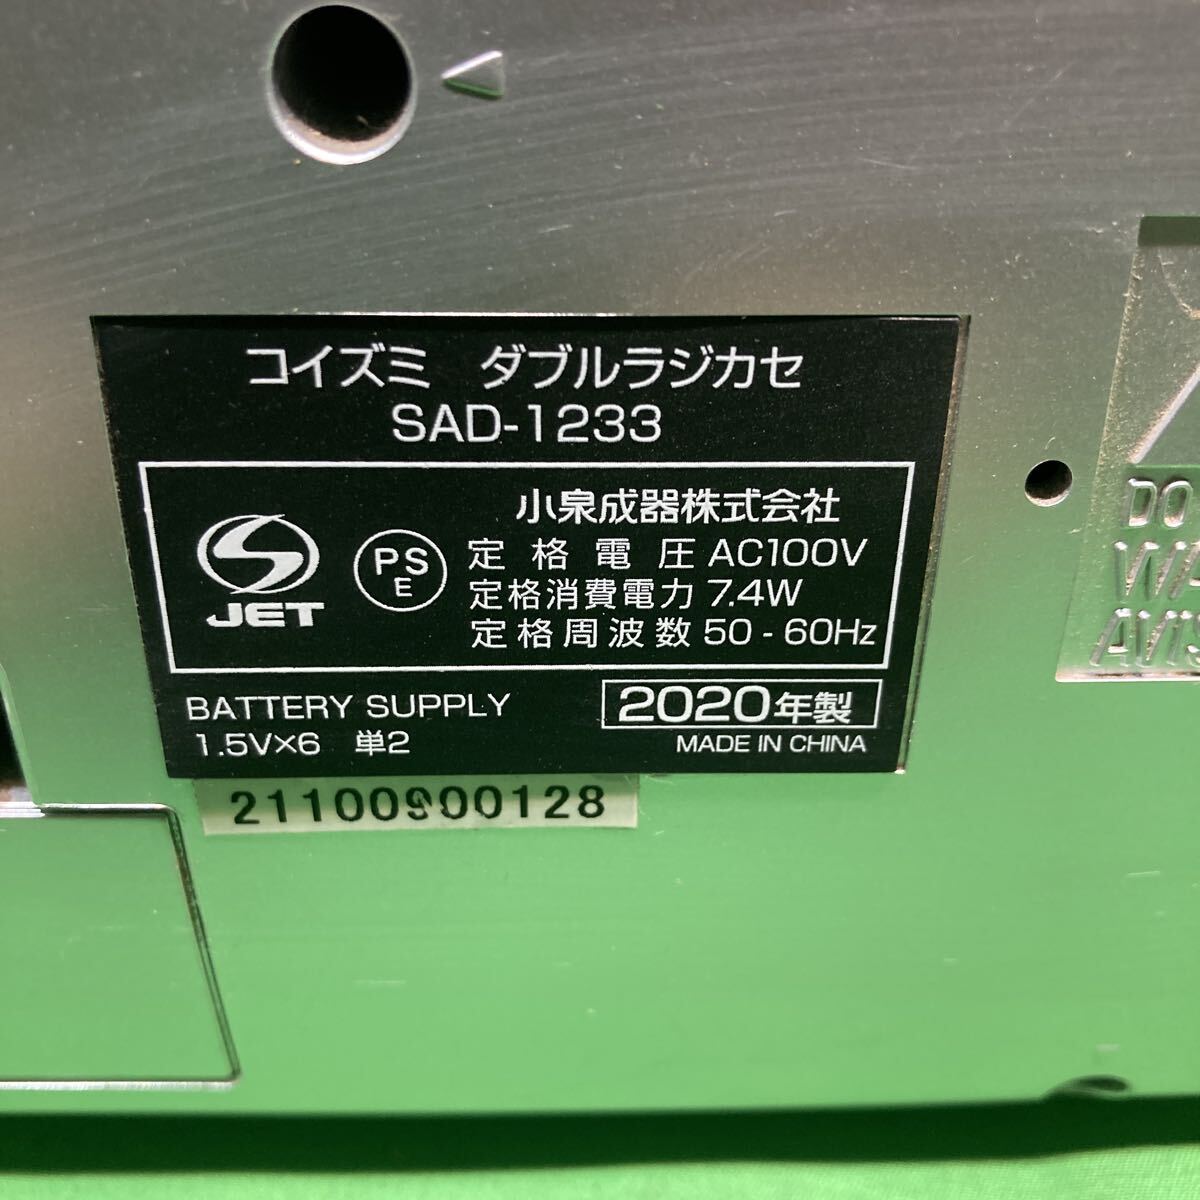 コイズミ ダブルラジカセ
SAD-1233
小泉成器株式会社
JET
PS
E
定格電圧 AC100V
定格消費電力 7.4W
定格周波数 50-60Hz
BATTERY SUPPLY
1.5V×6 単2
2020年製
MADE IN CHINA
21100900128
DO